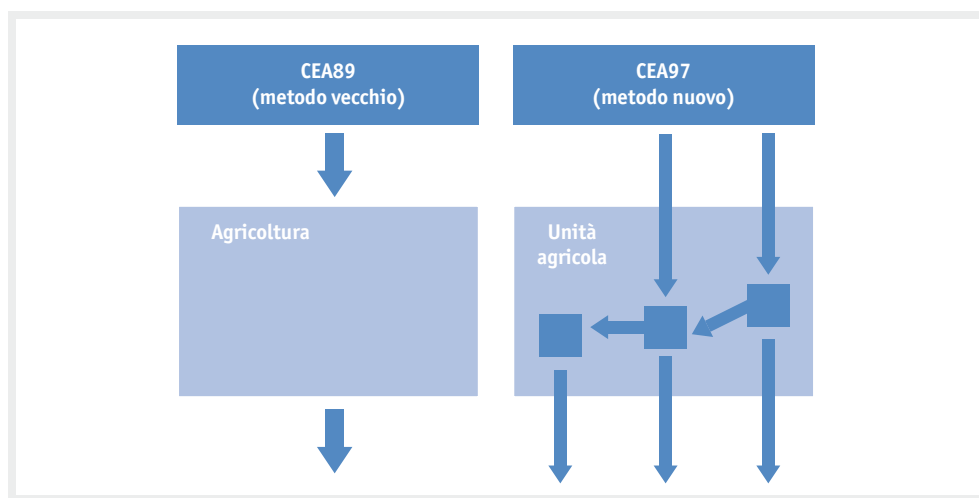 CEA89
(metodo vecchio)
CEA97
(metodo nuovo)
Agricoltura
Unità
agricola